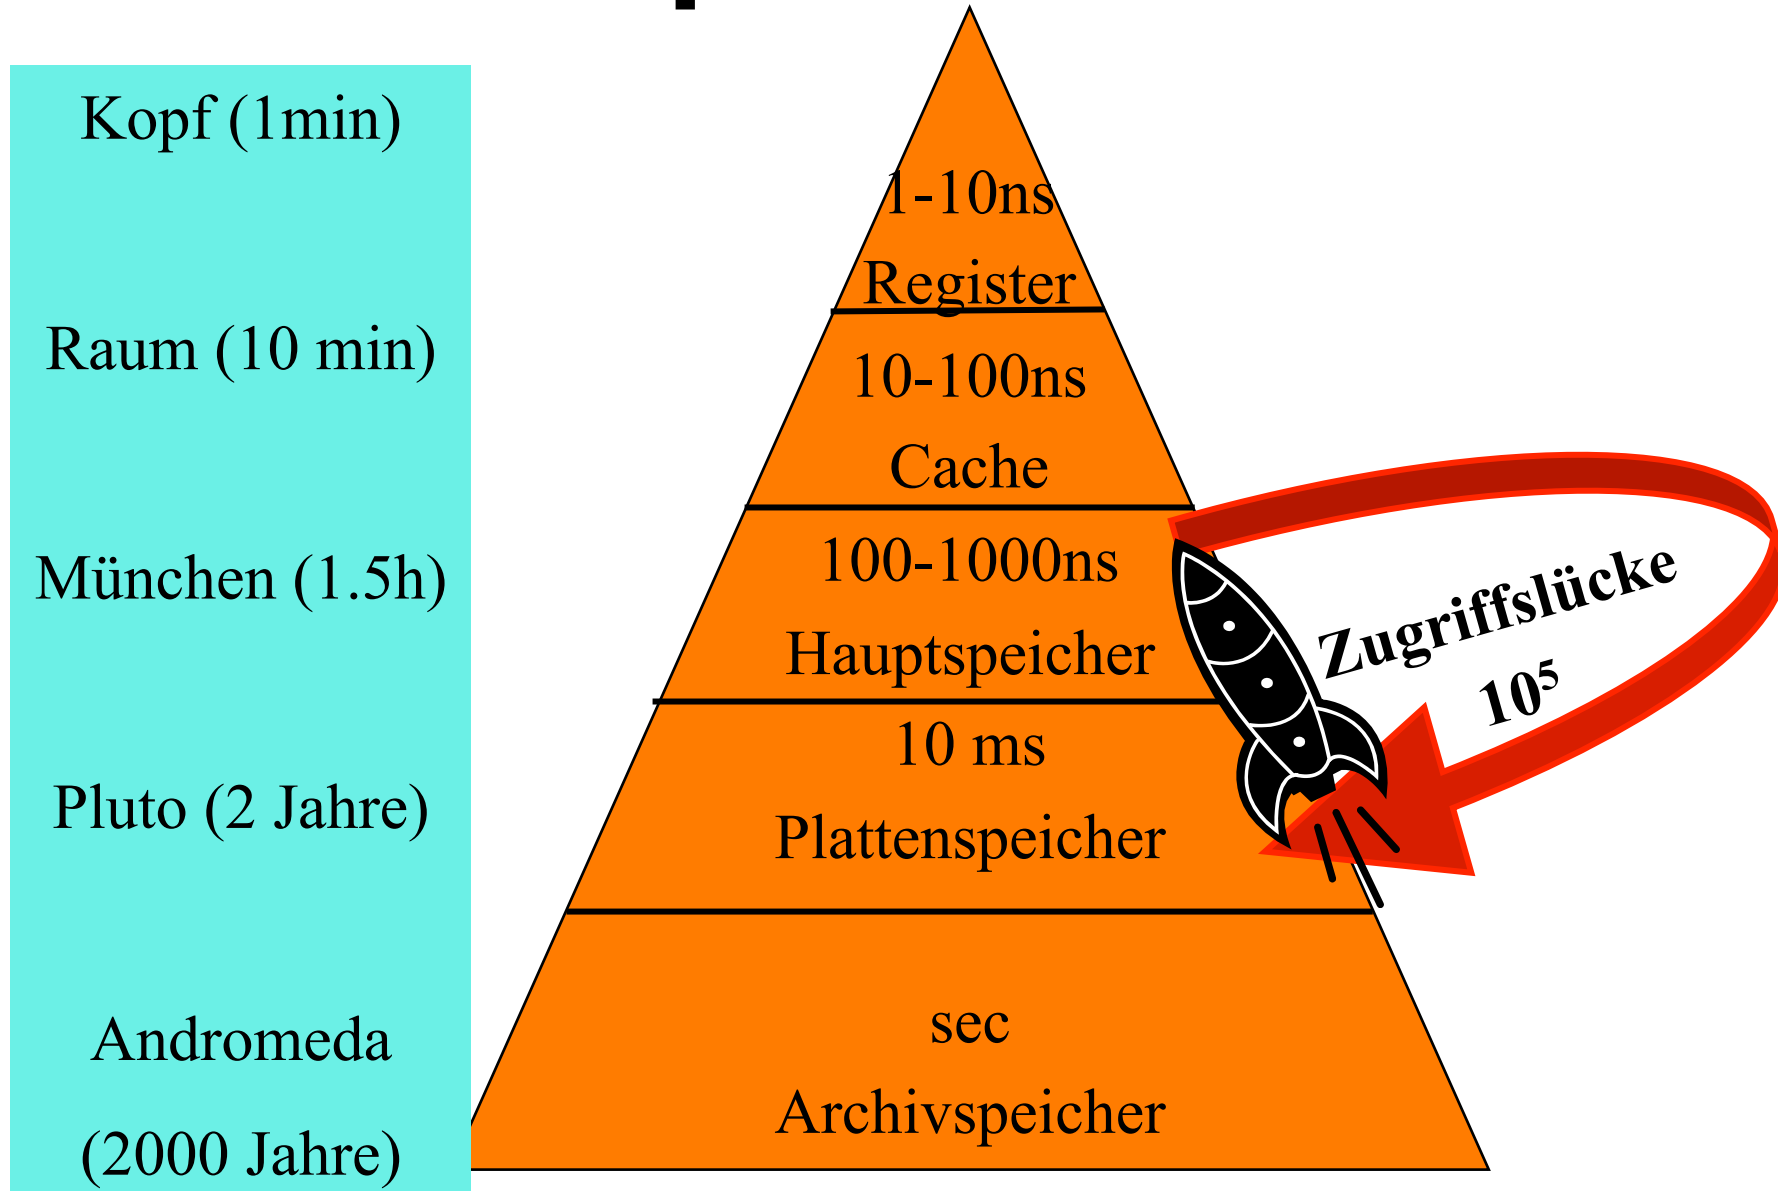 Kopf (1min)
Raum (10 min)
München (1.5h)
Pluto (2 Jahre)
Andromeda
(2000 Jahre)
1-10ns
Register
10-100ns
Cache
100-1000ns
Hauptspeicher
10 ms
Plattenspeicher
sec
Archivspeicher
Zugriffslücke
10⁵